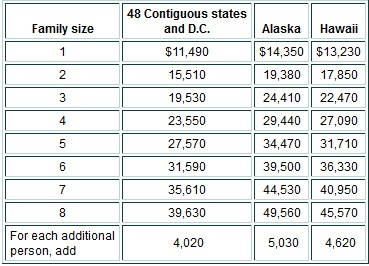 Family size 48 Contiguous states and D.C. Alaska Hawaii
1 $11,490 $14,350 $13,230
2 15,510 19,380 17,850
3 19,530 24,410 22,470
4 23,550 29,440 27,090
5 27,570 34,470 31,710
6 31,590 39,500 36,330
7 35,610 44,530 40,950
8 39,630 49,560 45,570
For each additional person, add 4,020 5,030 4,620